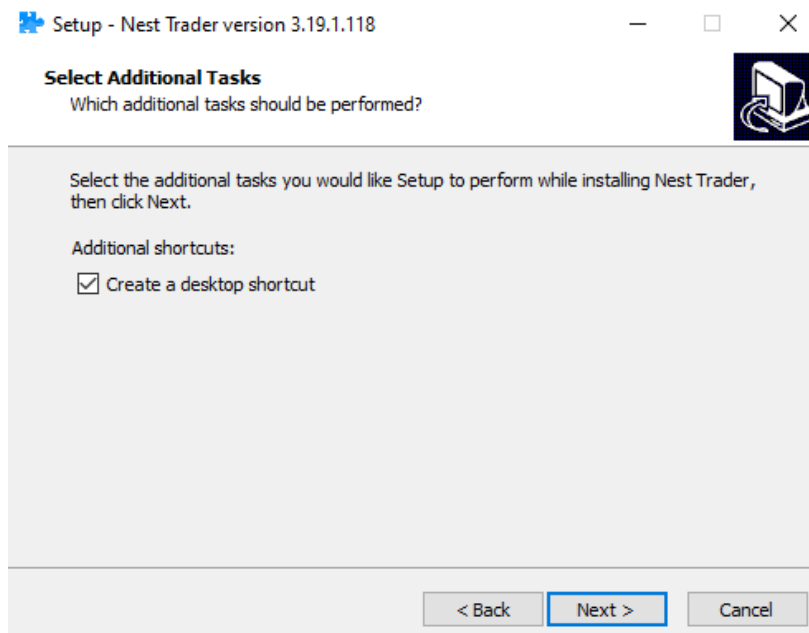 Setup - Nest Trader version 3.19.1.118
Select Additional Tasks
Which additional tasks should be performed?
Select the additional tasks you would like Setup to perform while installing Nest Trader,
then click Next.
Additional shortcuts:
Create a desktop shortcut
< Back
Next >
Cancel